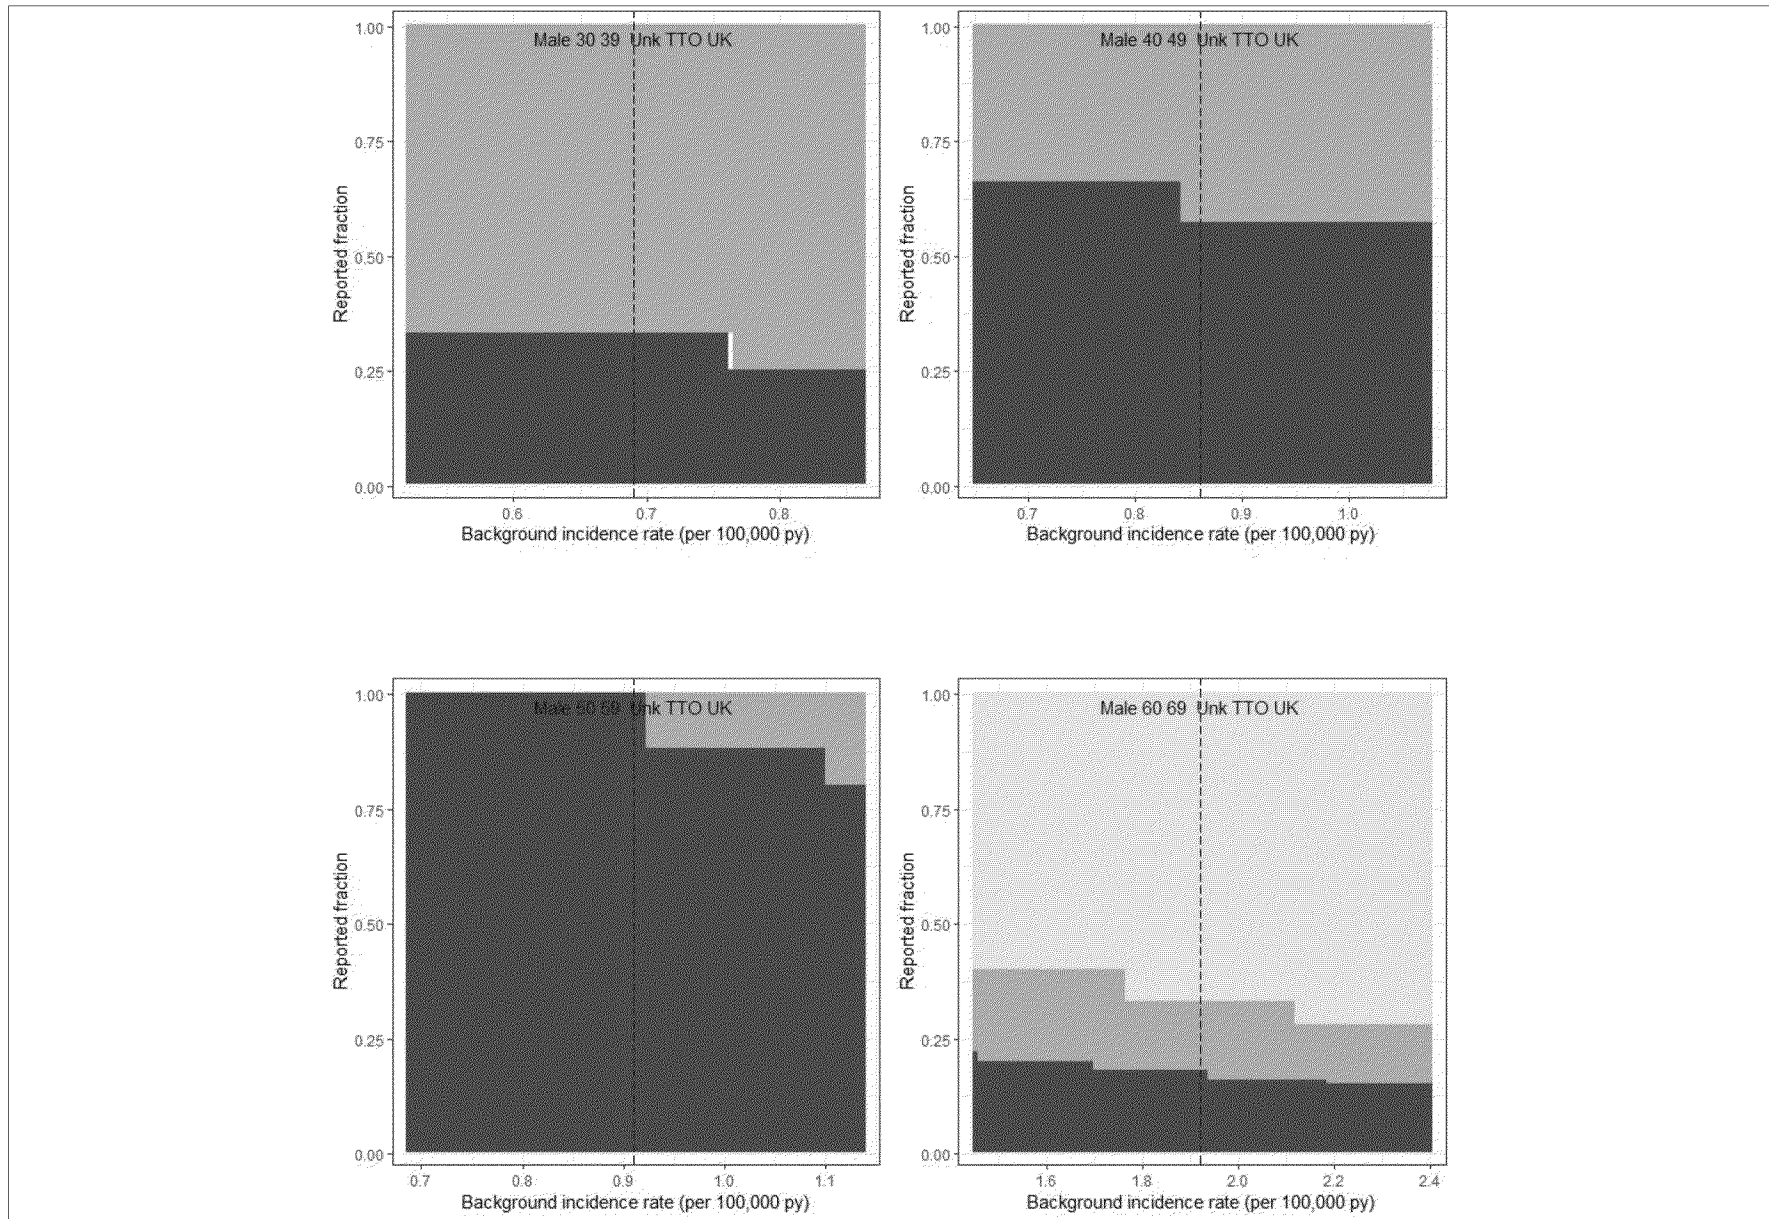 Male 30 39 Unk TTO UK
1.00
0.75
0.50
0.25
0.00
Reported fraction
0.6 0.7 0.8
Background incidence rate (per 100,000 py)
Male 40 49 Unk TTO UK
1.00
0.75
0.50
0.25
0.00
Reported fraction
0.7 0.8 0.9 1.0
Background incidence rate (per 100,000 py)
Male 50 59 Unk TTO UK
1.00
0.75
0.50
0.25
0.00
Reported fraction
0.7 0.8 0.9 1.0 1.1
Background incidence rate (per 100,000 py)
Male 60 69 Unk TTO UK
1.00
0.75
0.50
0.25
0.00
Reported fraction
1.6 1.8 2.0 2.2 2.4
Background incidence rate (per 100,000 py)